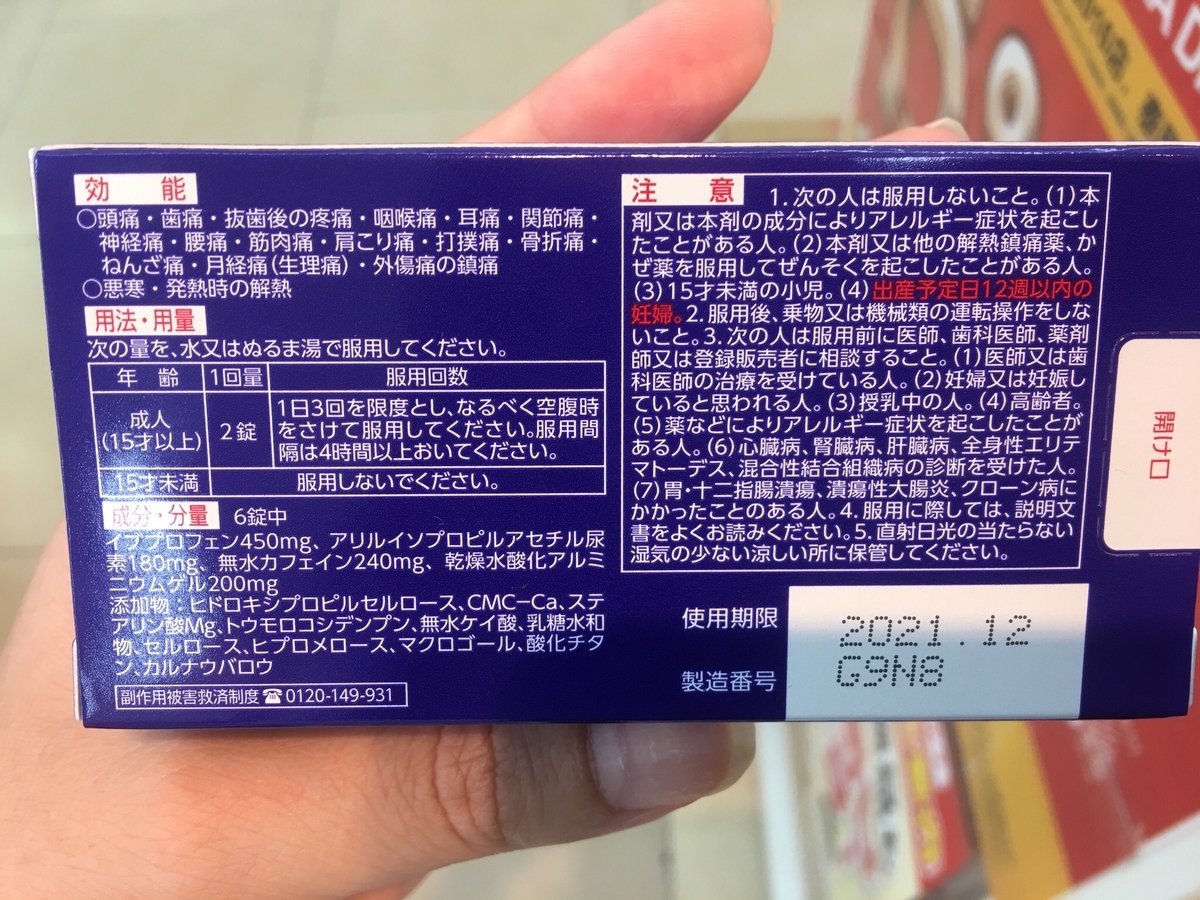 効 能
○頭痛・歯痛・抜歯後の疼痛・咽喉痛・耳痛・関節痛・
神経痛・腰痛・筋肉痛・肩こり痛・打撲痛・骨折痛・
ねんざ痛・月経痛(生理痛)・外傷痛の鎮痛
○悪寒・発熱時の解熱
用法・用量
次の量を、水又はぬるま湯で服用してください。
年 齢 1回量 服用回数
成人
(15才以上)
2錠
1日3回を限度とし、なるべく空腹時
をさけて服用してください。服用間
隔は4時間以上おいてください。
15才未満 服用しないでください。
成分・分量 6錠中
イブプロフェン450mg、アリルイソプロピルアセチル尿
素180mg、無水カフェイン240mg、乾燥水酸化アルミ
ニウムゲル200mg
添加物:ヒドロキシプロピルセルロース、CMC-Ca、ステ
アリン酸Mg、トウモロコシデンプン、無水ケイ酸、乳糖水和
物、セルロース、ヒプロメロース、マクロゴール、酸化チタ
ン、カルナウバロウ
副作用被害救済制度☎0120-149-931
注 意 1.次の人は服用しないこと。(1)本
剤又は本剤の成分によりアレルギー症状を起こし
たことがある人。(2)本剤又は他の解熱鎮痛薬、か
ぜ薬を服用してぜんそくを起こしたことがある人。
(3)15才未満の小児。(4)出産予定日12週以内の
妊婦。2.服用後、乗物又は機械類の運転操作をしな
いこと。3.次の人は服用前に医師、歯科医師、薬剤
師又は登録販売者に相談すること。(1)医師又は歯
科医師の治療を受けている人。(2)妊婦又は妊娠し
ていると思われる人。(3)授乳中の人。(4)高齢者。
(5)薬などによりアレルギー症状を起こしたことが
ある人。(6)心臓病、腎臓病、肝臓病、全身性エリテ
マトーデス、混合性結合組織病の診断を受けた人。
(7)胃・十二指腸潰瘍、潰瘍性大腸炎、クローン病に
かかったことのある人。4.服用に際しては、説明文
書をよくお読みください。5.直射日光の当たらない
湿気の少ない涼しい所に保管してください。
使用期限 2021.12
製造番号 G9N8
開け口